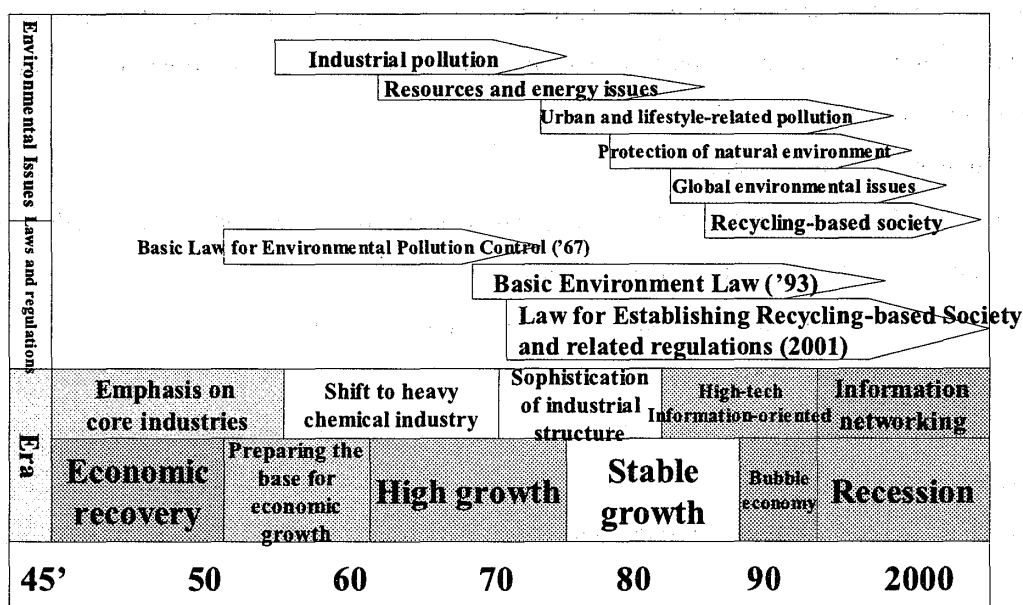 Environmental Issues
Industrial pollution
Resources and energy issues
Urban and lifestyle-related pollution
Protection of natural environment
Global environmental issues
Recycling-based society
Laws and regulations
Basic Law for Environmental Pollution Control ('67)
Basic Environment Law ('93)
Law for Establishing Recycling-based Society
and related regulations (2001)
Era
Emphasis on
core industries
Shift to heavy
chemical industry
Sophistication
of industrial
structure
High-tech
Information-oriented
Information
networking
Economic
recovery
Preparing the
base for
economic
growth
High growth
Stable
growth
Bubble
economy
Recession
45' 50 60 70 80 90 2000